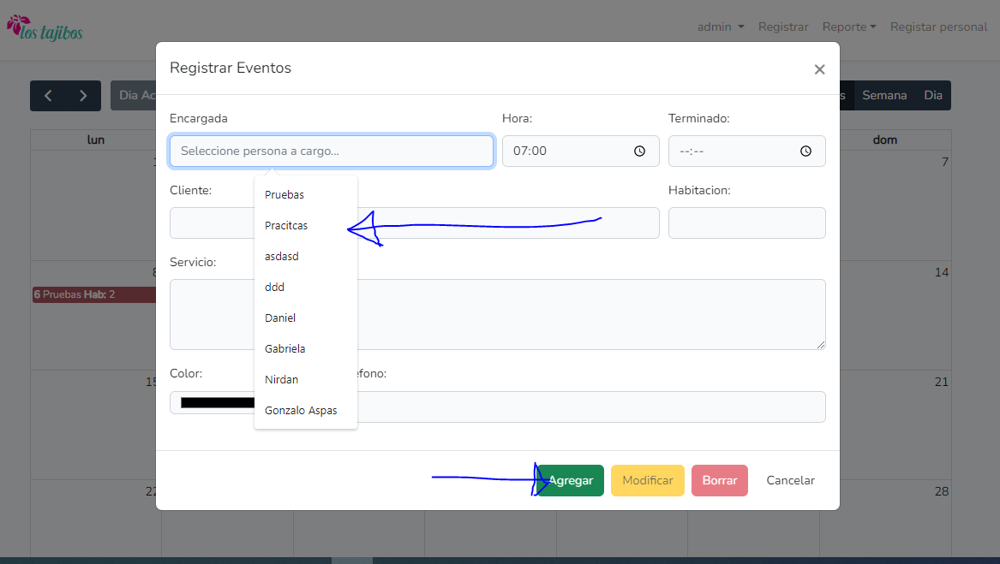 los tajibos
admin Registrar Reporte Registar personal
Registrar Eventos ×
Dia Ac s Semana Dia
Encargada Hora: Terminado:
lun dom
Seleccione persona a cargo... 07:00 --:--
1 7
Cliente: Habitacion:
Pruebas
Pracitcas
asdasd
Servicio:
8 14
ddd
6 Pruebas Hab: 2
Daniel
Gabriela
Color: efono:
15 21
Nirdan
Gonzalo Aspas
Agregar Modificar Borrar Cancelar
22 28